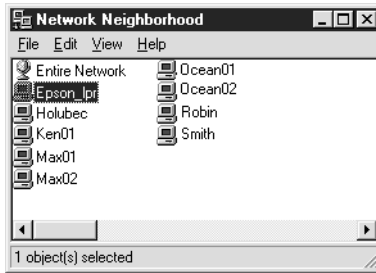 Network Neighborhood
File Edit View Help
Entire Network
Epson_lpr
Holubec
Ken01
Max01
Max02
Ocean01
Ocean02
Robin
Smith
1 object(s) selected